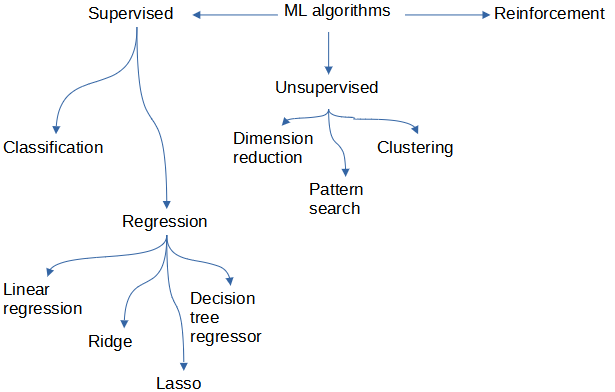 Supervised
ML algorithms
Reinforcement
Unsupervised
Classification
Dimension
reduction
Clustering
Pattern
search
Regression
Linear
regression
Decision
tree
regressor
Ridge
Lasso